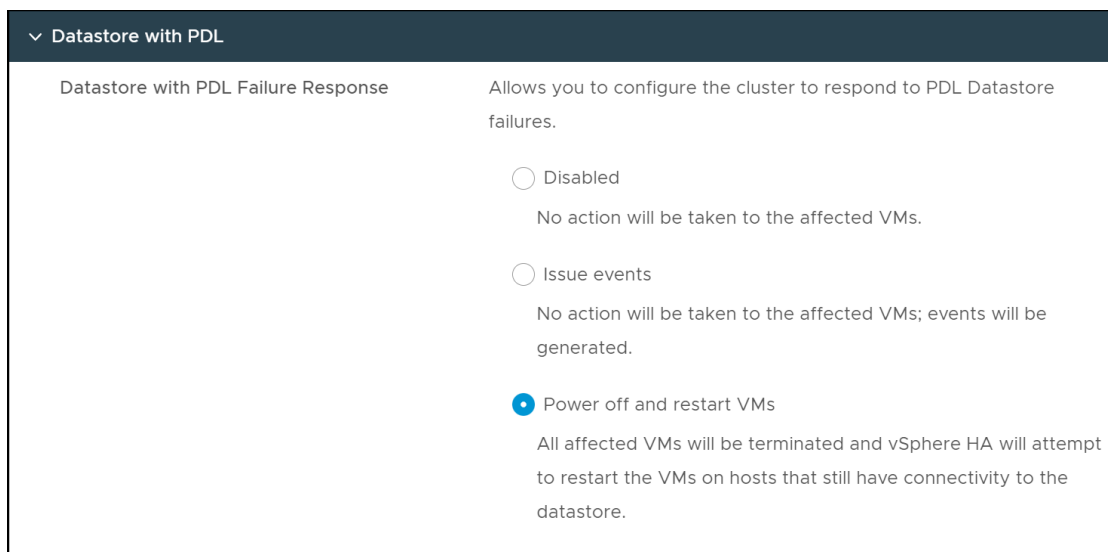 Datastore with PDL
Datastore with PDL Failure Response
Allows you to configure the cluster to respond to PDL Datastore
failures.
Disabled
No action will be taken to the affected VMs.
Issue events
No action will be taken to the affected VMs; events will be
generated.
Power off and restart VMs
All affected VMs will be terminated and vSphere HA will attempt
to restart the VMs on hosts that still have connectivity to the
datastore.